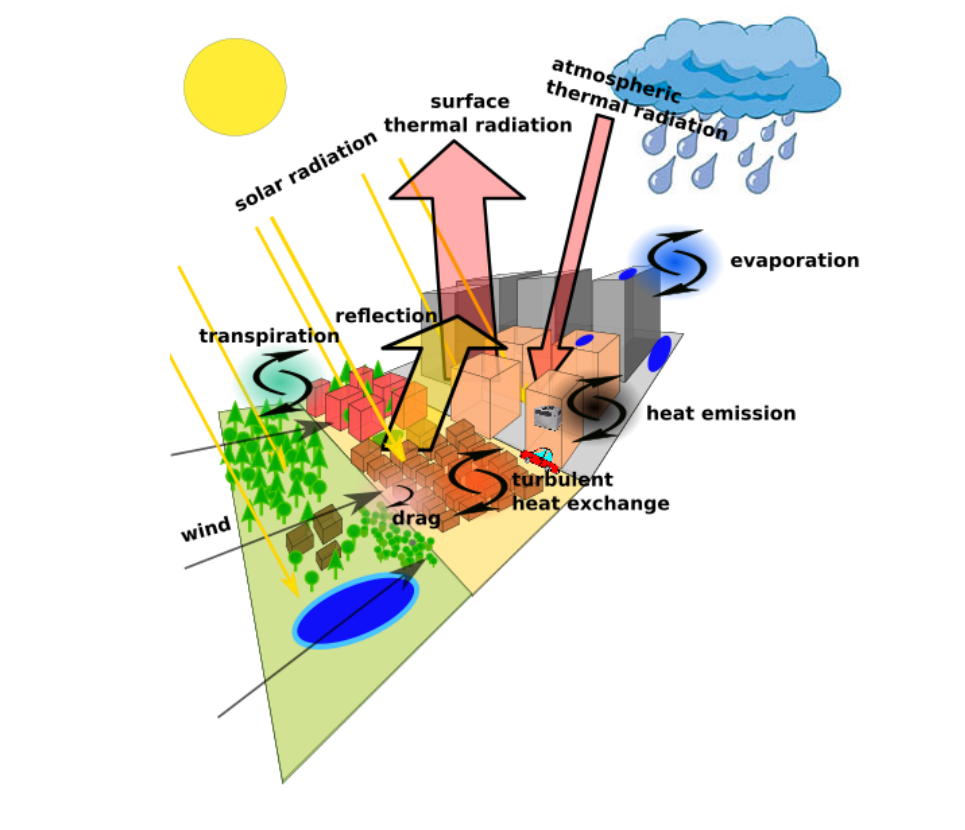 atmospheric
thermal radiation
surface
thermal radiation
solar radiation
evaporation
reflection
transpiration
heat emission
turbulent
heat exchange
drag
wind